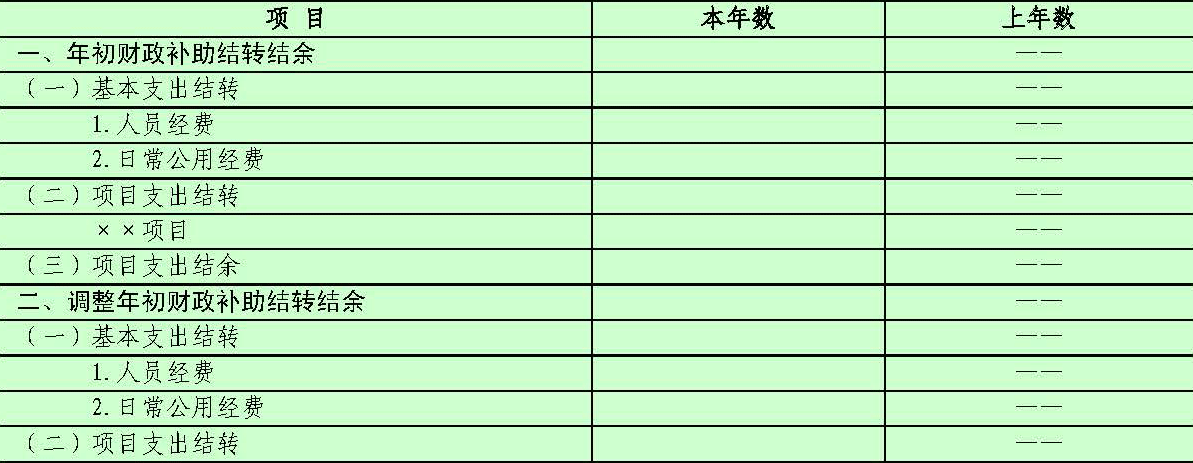 项 目 本年数 上年数
一、年初财政补助结转结余 ——
（一）基本支出结转 ——
1.人员经费 ——
2.日常公用经费 ——
（二）项目支出结转 ——
××项目 ——
（三）项目支出结余 ——
二、调整年初财政补助结转结余 ——
（一）基本支出结转 ——
1.人员经费 ——
2.日常公用经费 ——
（二）项目支出结转 ——